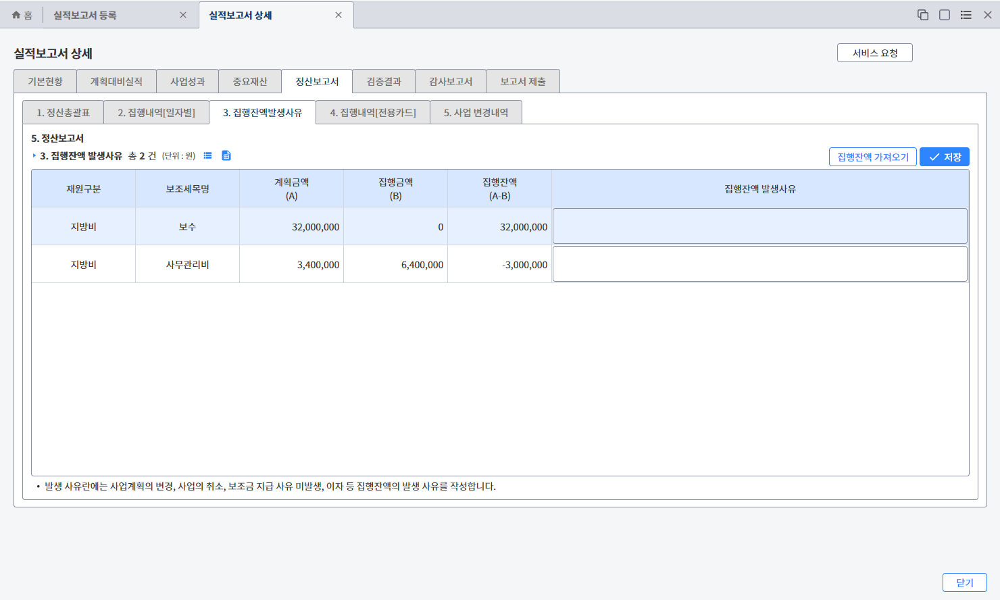 홈 실적보고서 등록 실적보고서 상세
실적보고서 상세 서비스 요청
기본현황 계획대비실적 사업성과 중요재산 정산보고서 검증결과 감사보고서 보고서 제출
1. 정산총괄표 2. 집행내역[일자별] 3. 집행잔액발생사유 4. 집행내역[전용카드] 5. 사업 변경내역
5. 정산보고서
3. 집행잔액 발생사유 총 2 건 (단위 : 원) 집행잔액 가져오기 저장
재원구분 보조세목명 계획금액 (A) 집행금액 (B) 집행잔액 (A-B) 집행잔액 발생사유
지방비 보수 32,000,000 0 32,000,000
지방비 사무관리비 3,400,000 6,400,000 -3,000,000
• 발생 사유란에는 사업계획의 변경, 사업의 취소, 보조금 지급 사유 미발생, 이자 등 집행잔액의 발생 사유를 작성합니다.
닫기